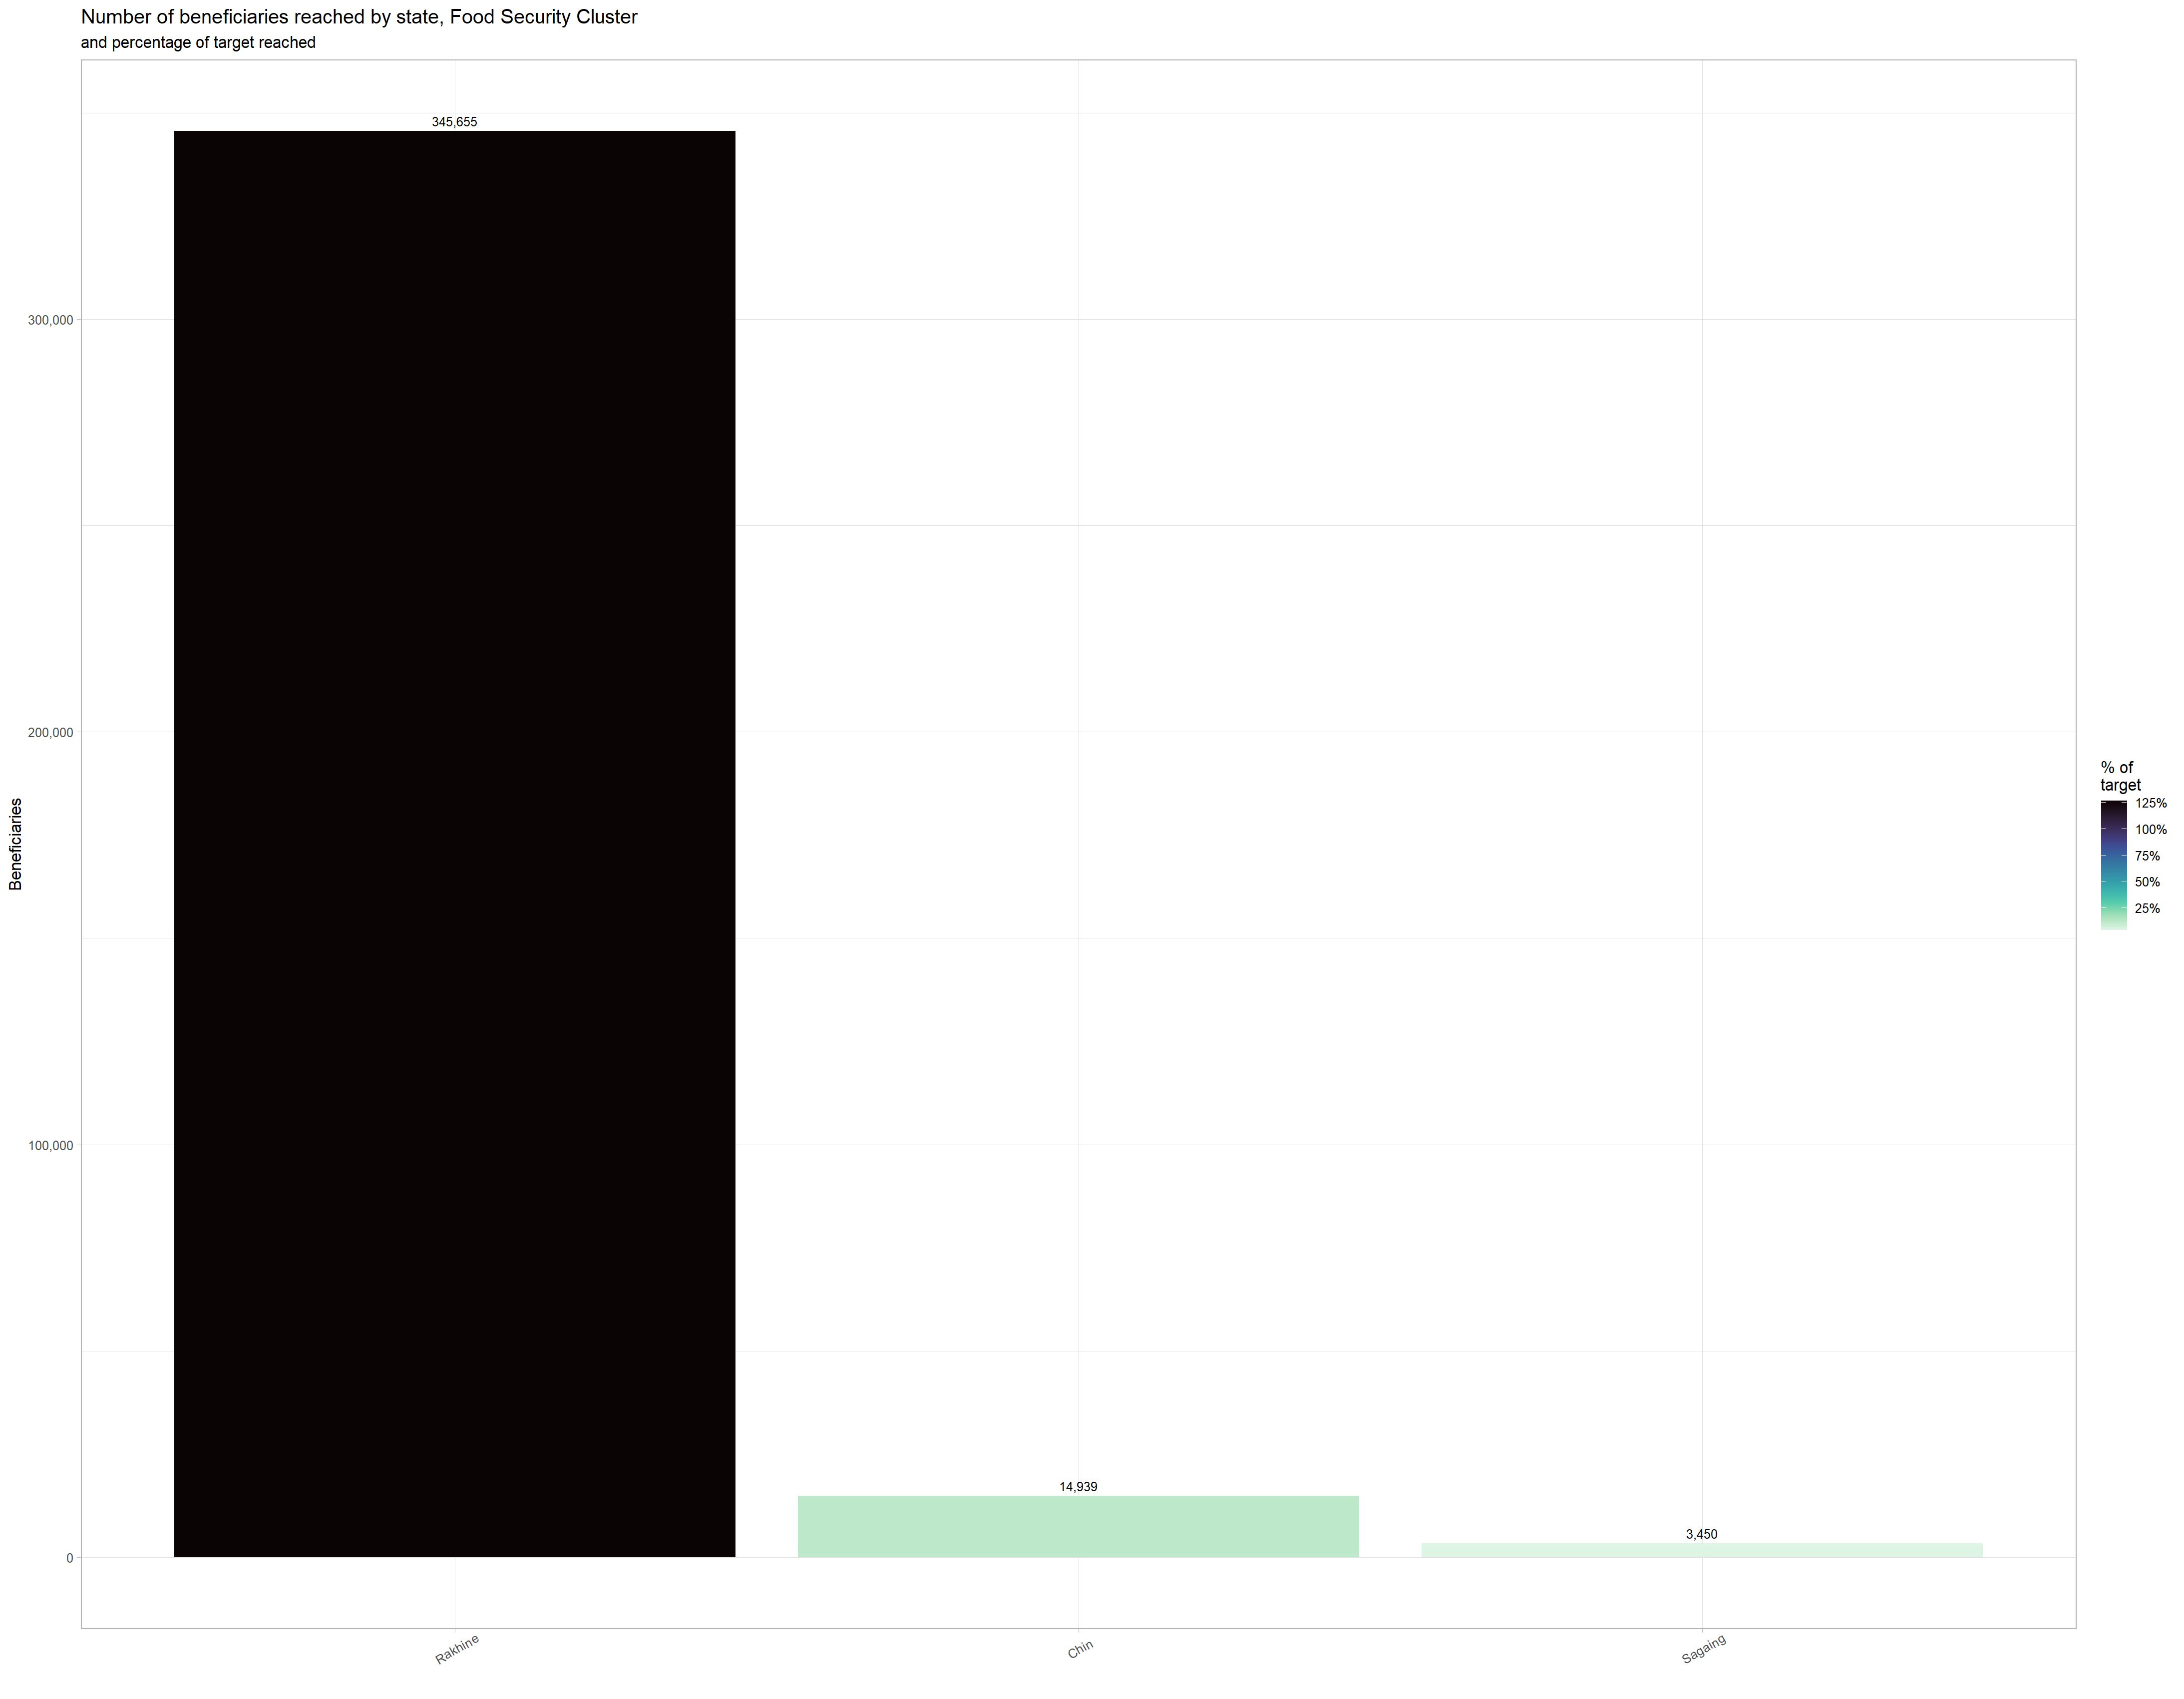 Number of beneficiaries reached by state, Food Security Cluster
and percentage of target reached
345,655
300,000
200,000
100,000
0
14,939
3,450
Beneficiaries
Rakhine
Chin
Sagaing
% of
target
125%
100%
75%
50%
25%